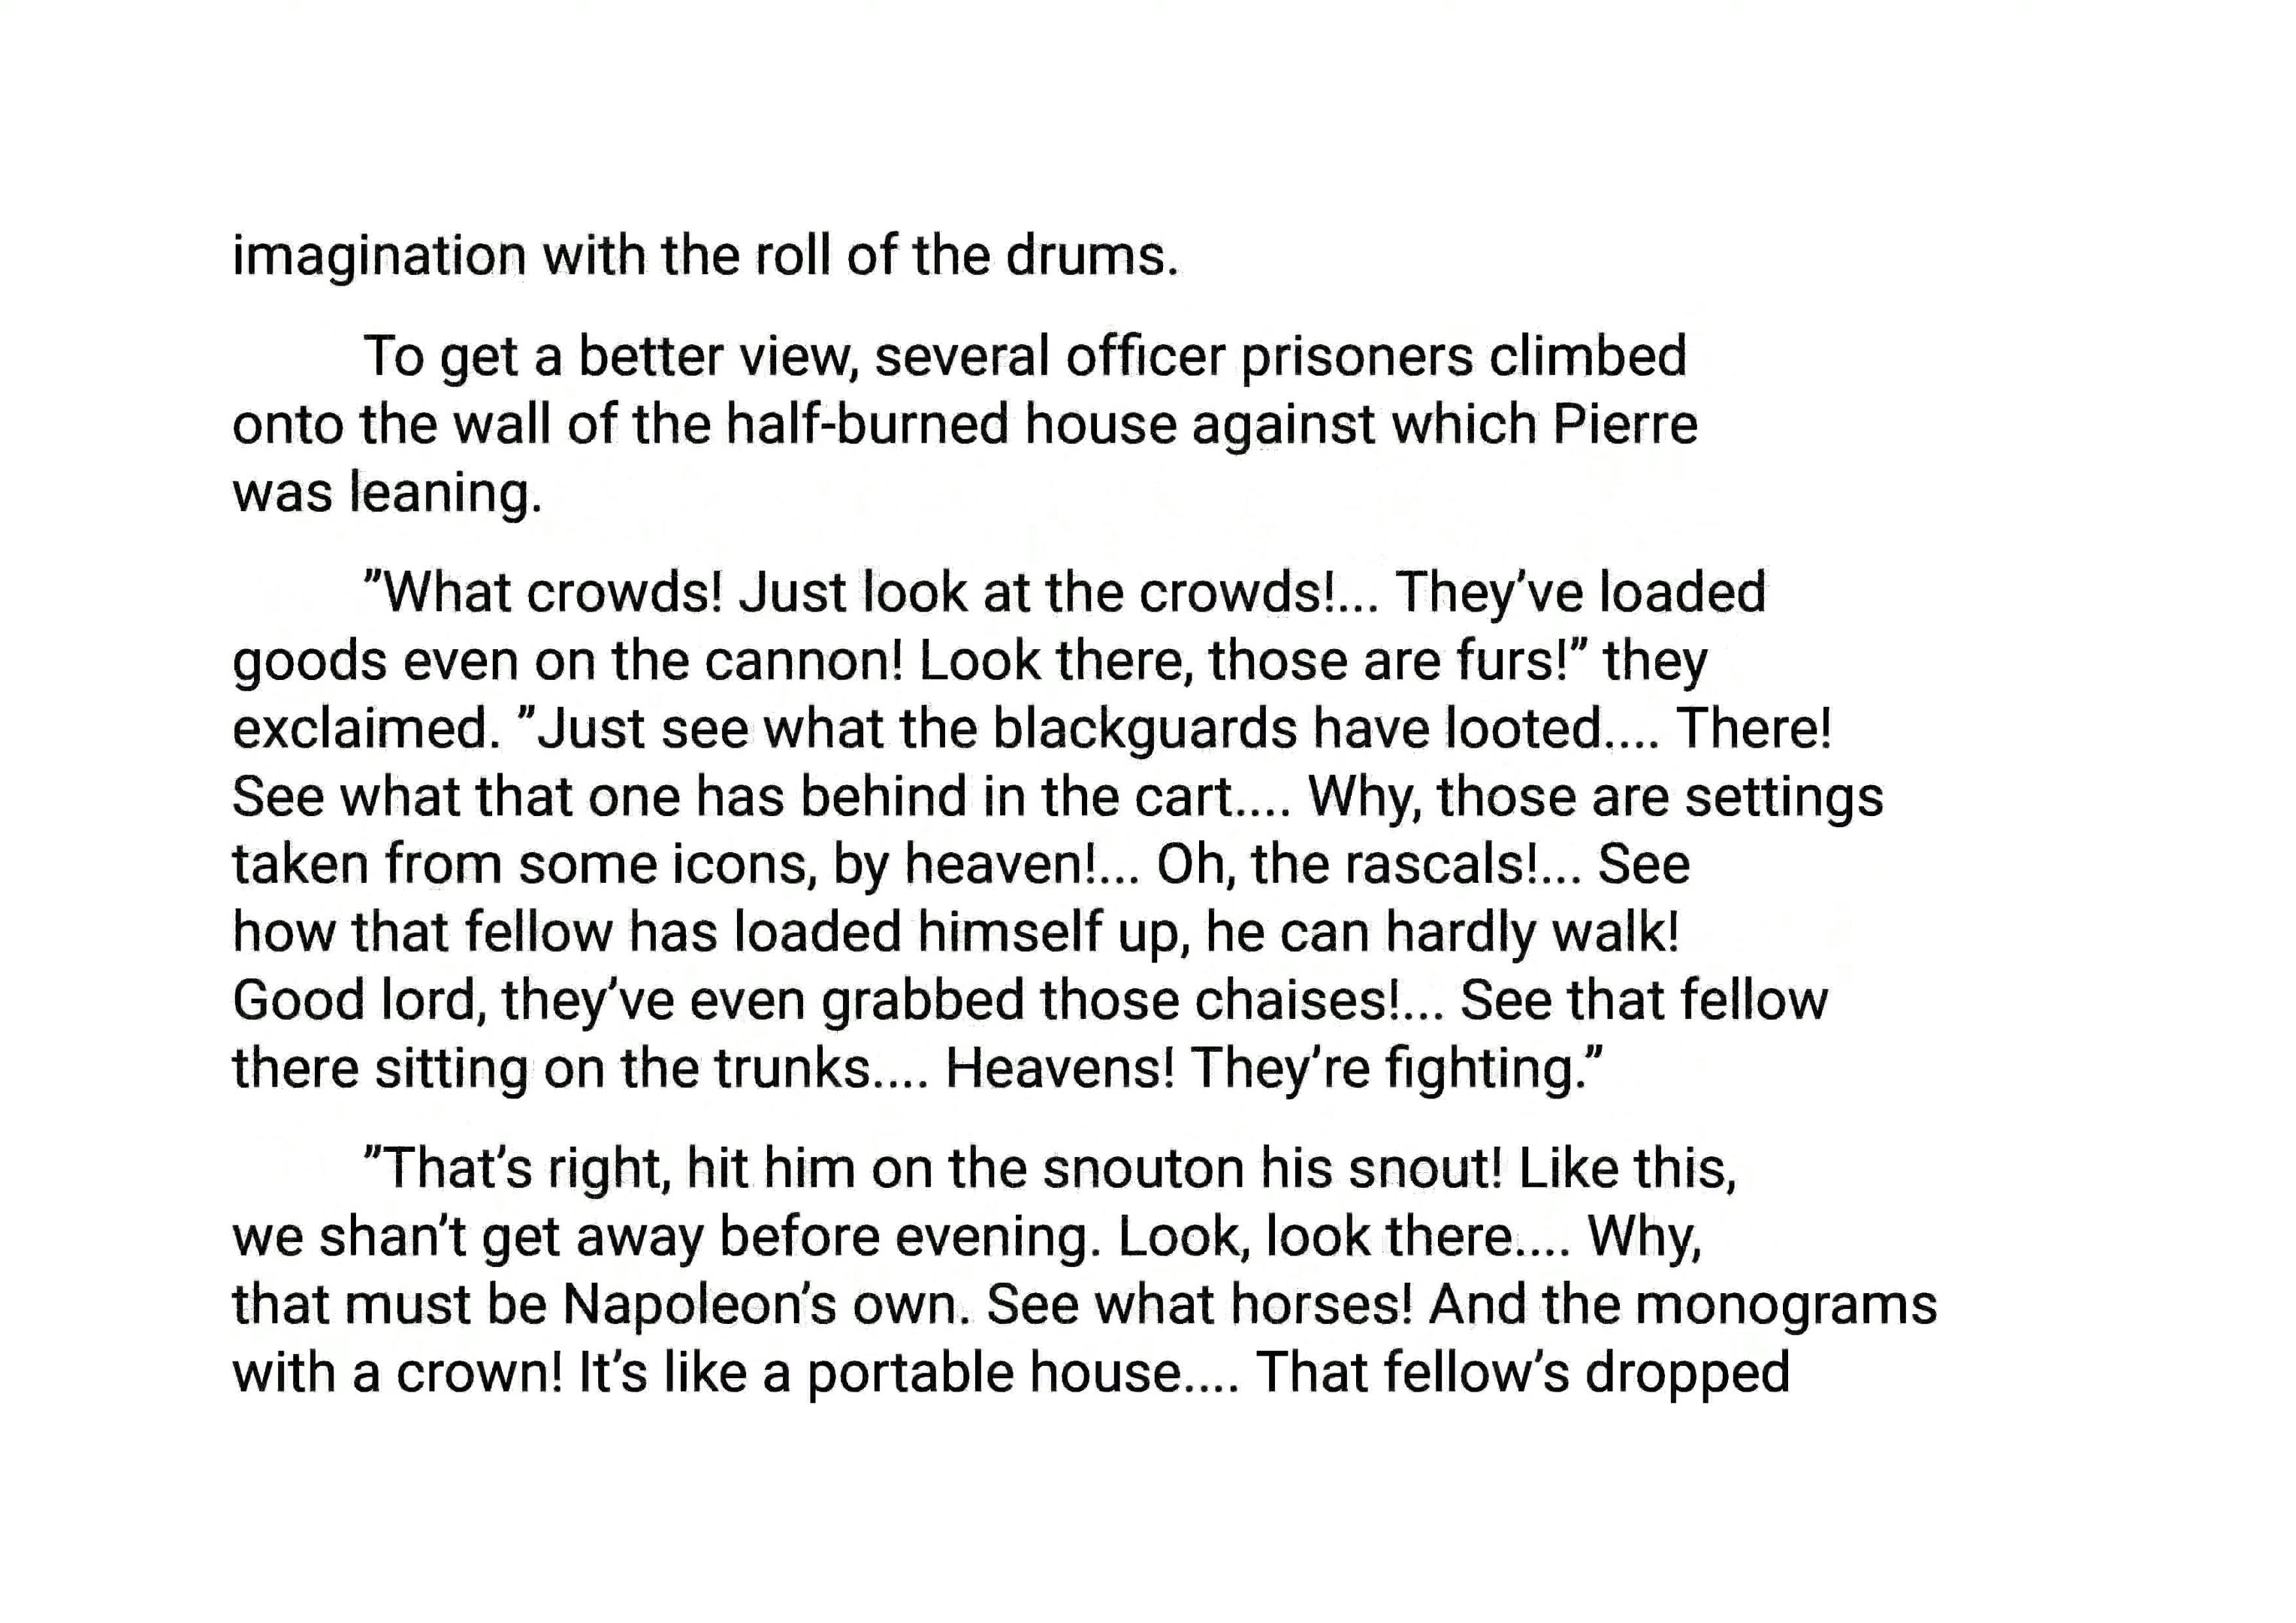 imagination with the roll of the drums.
To get a better view, several officer prisoners climbed
onto the wall of the half-burned house against which Pierre
was leaning.
”What crowds! Just look at the crowds!... They’ve loaded
goods even on the cannon! Look there, those are furs!” they
exclaimed. ”Just see what the blackguards have looted.... There!
See what that one has behind in the cart.... Why, those are settings
taken from some icons, by heaven!... Oh, the rascals!... See
how that fellow has loaded himself up, he can hardly walk!
Good lord, they’ve even grabbed those chaises!... See that fellow
there sitting on the trunks.... Heavens! They’re fighting.”
”That’s right, hit him on the snouton his snout! Like this,
we shan’t get away before evening. Look, look there.... Why,
that must be Napoleon’s own. See what horses! And the monograms
with a crown! It’s like a portable house.... That fellow’s dropped